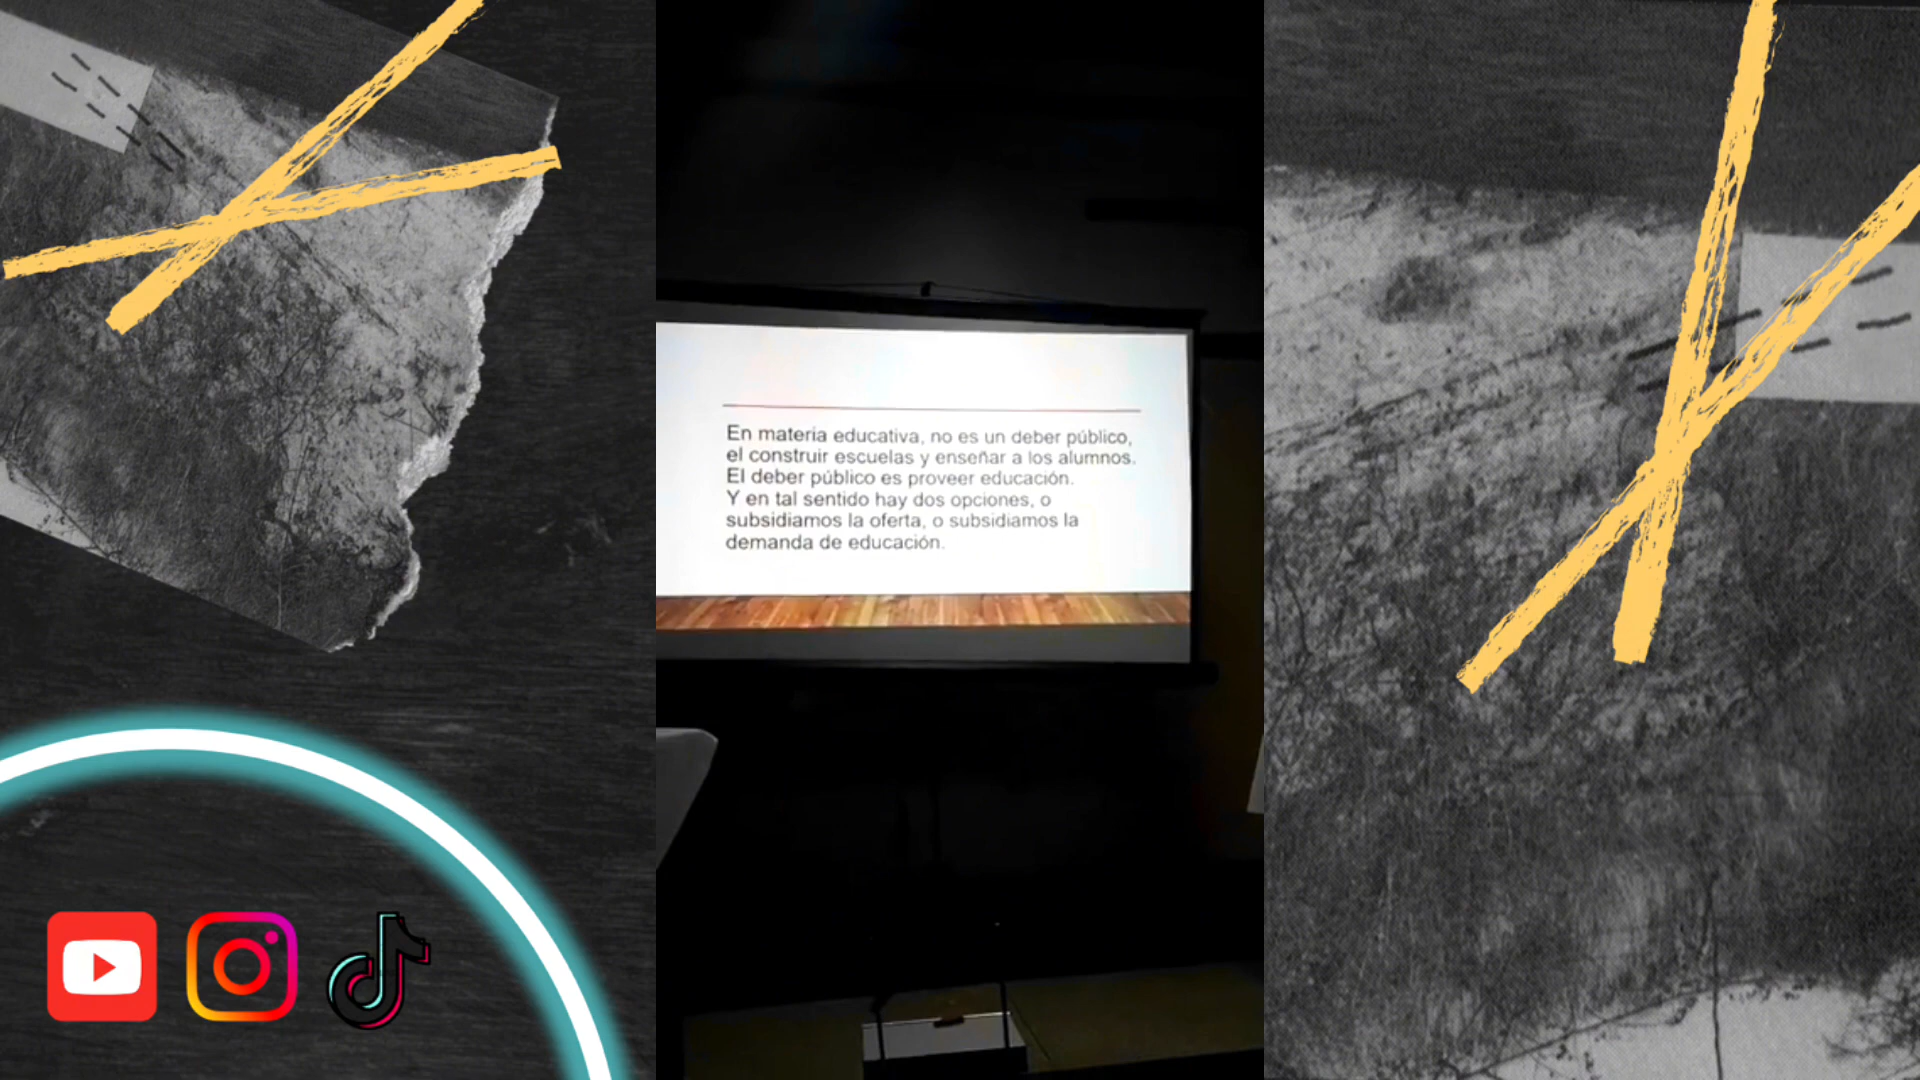 En materia educativa, no es un deber público,
el construir escuelas y enseñar a los alumnos.
El deber público es proveer educación.
Y en tal sentido hay dos opciones, o
subsidiamos la oferta, o subsidiamos la
demanda de educación.